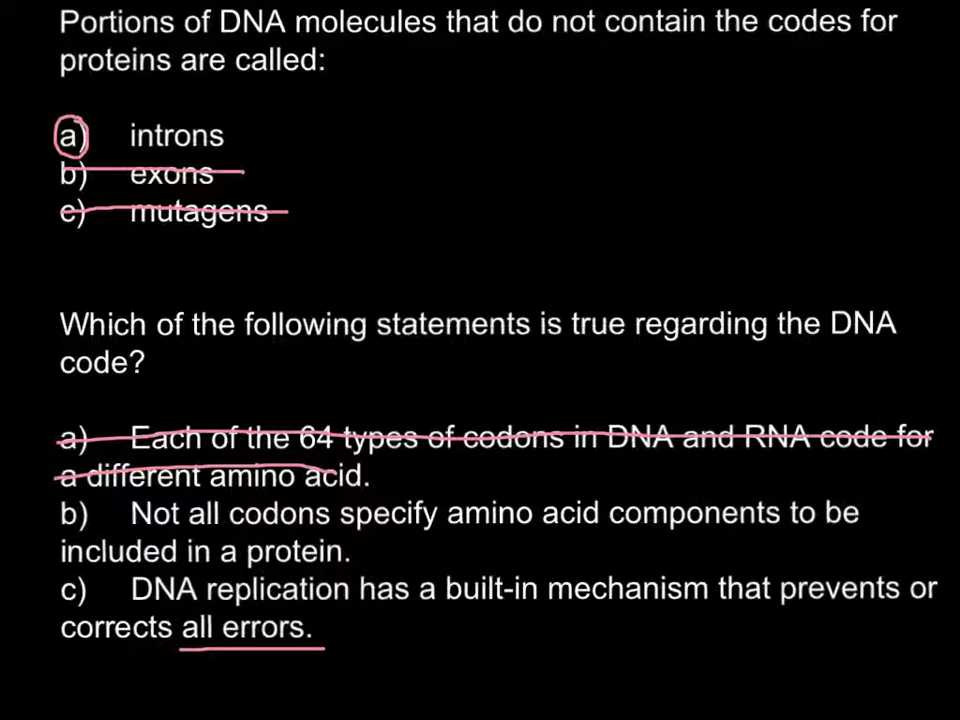 Portions of DNA molecules that do not contain the codes for
proteins are called:
a) introns
b) exons
c) mutagens
Which of the following statements is true regarding the DNA
code?
a) Each of the 64 types of codons in DNA and RNA code for
a different amino acid.
b) Not all codons specify amino acid components to be
included in a protein.
c) DNA replication has a built-in mechanism that prevents or
corrects all errors.